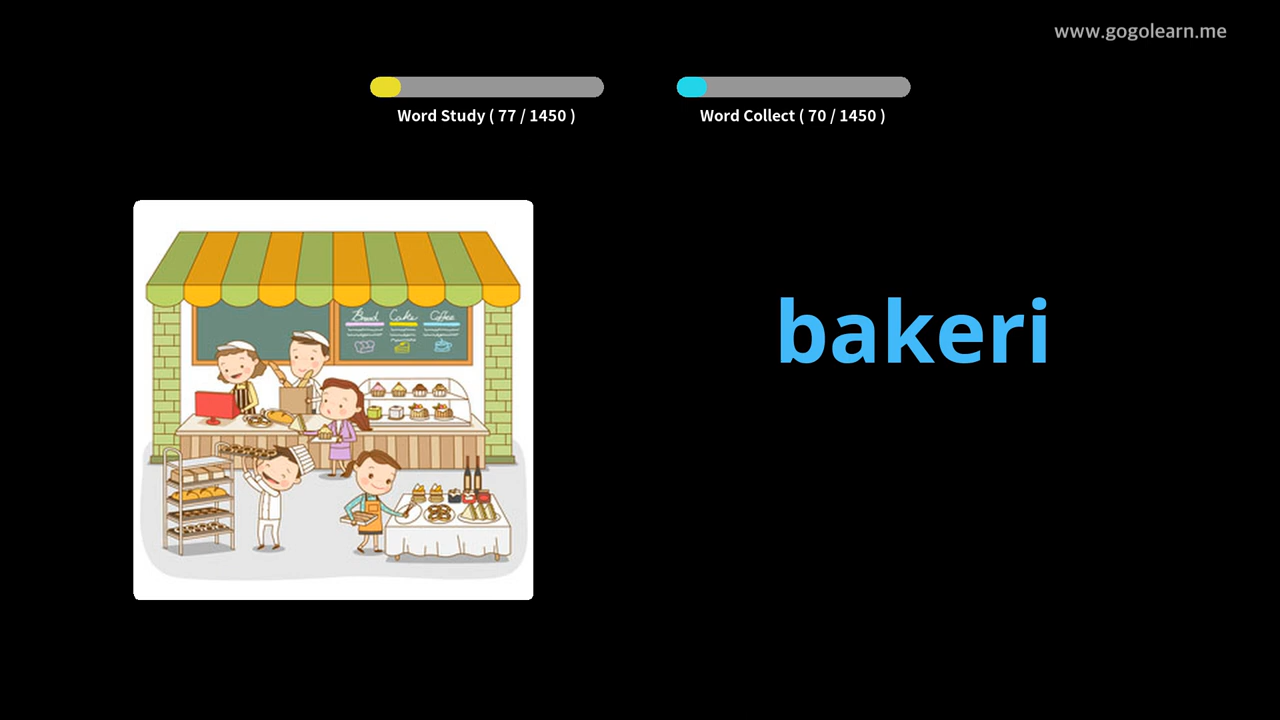 www.gogolearn.me
Word Study ( 77 / 1450 )
Word Collect ( 70 / 1450 )
Bread Cake Coffee
bakeri